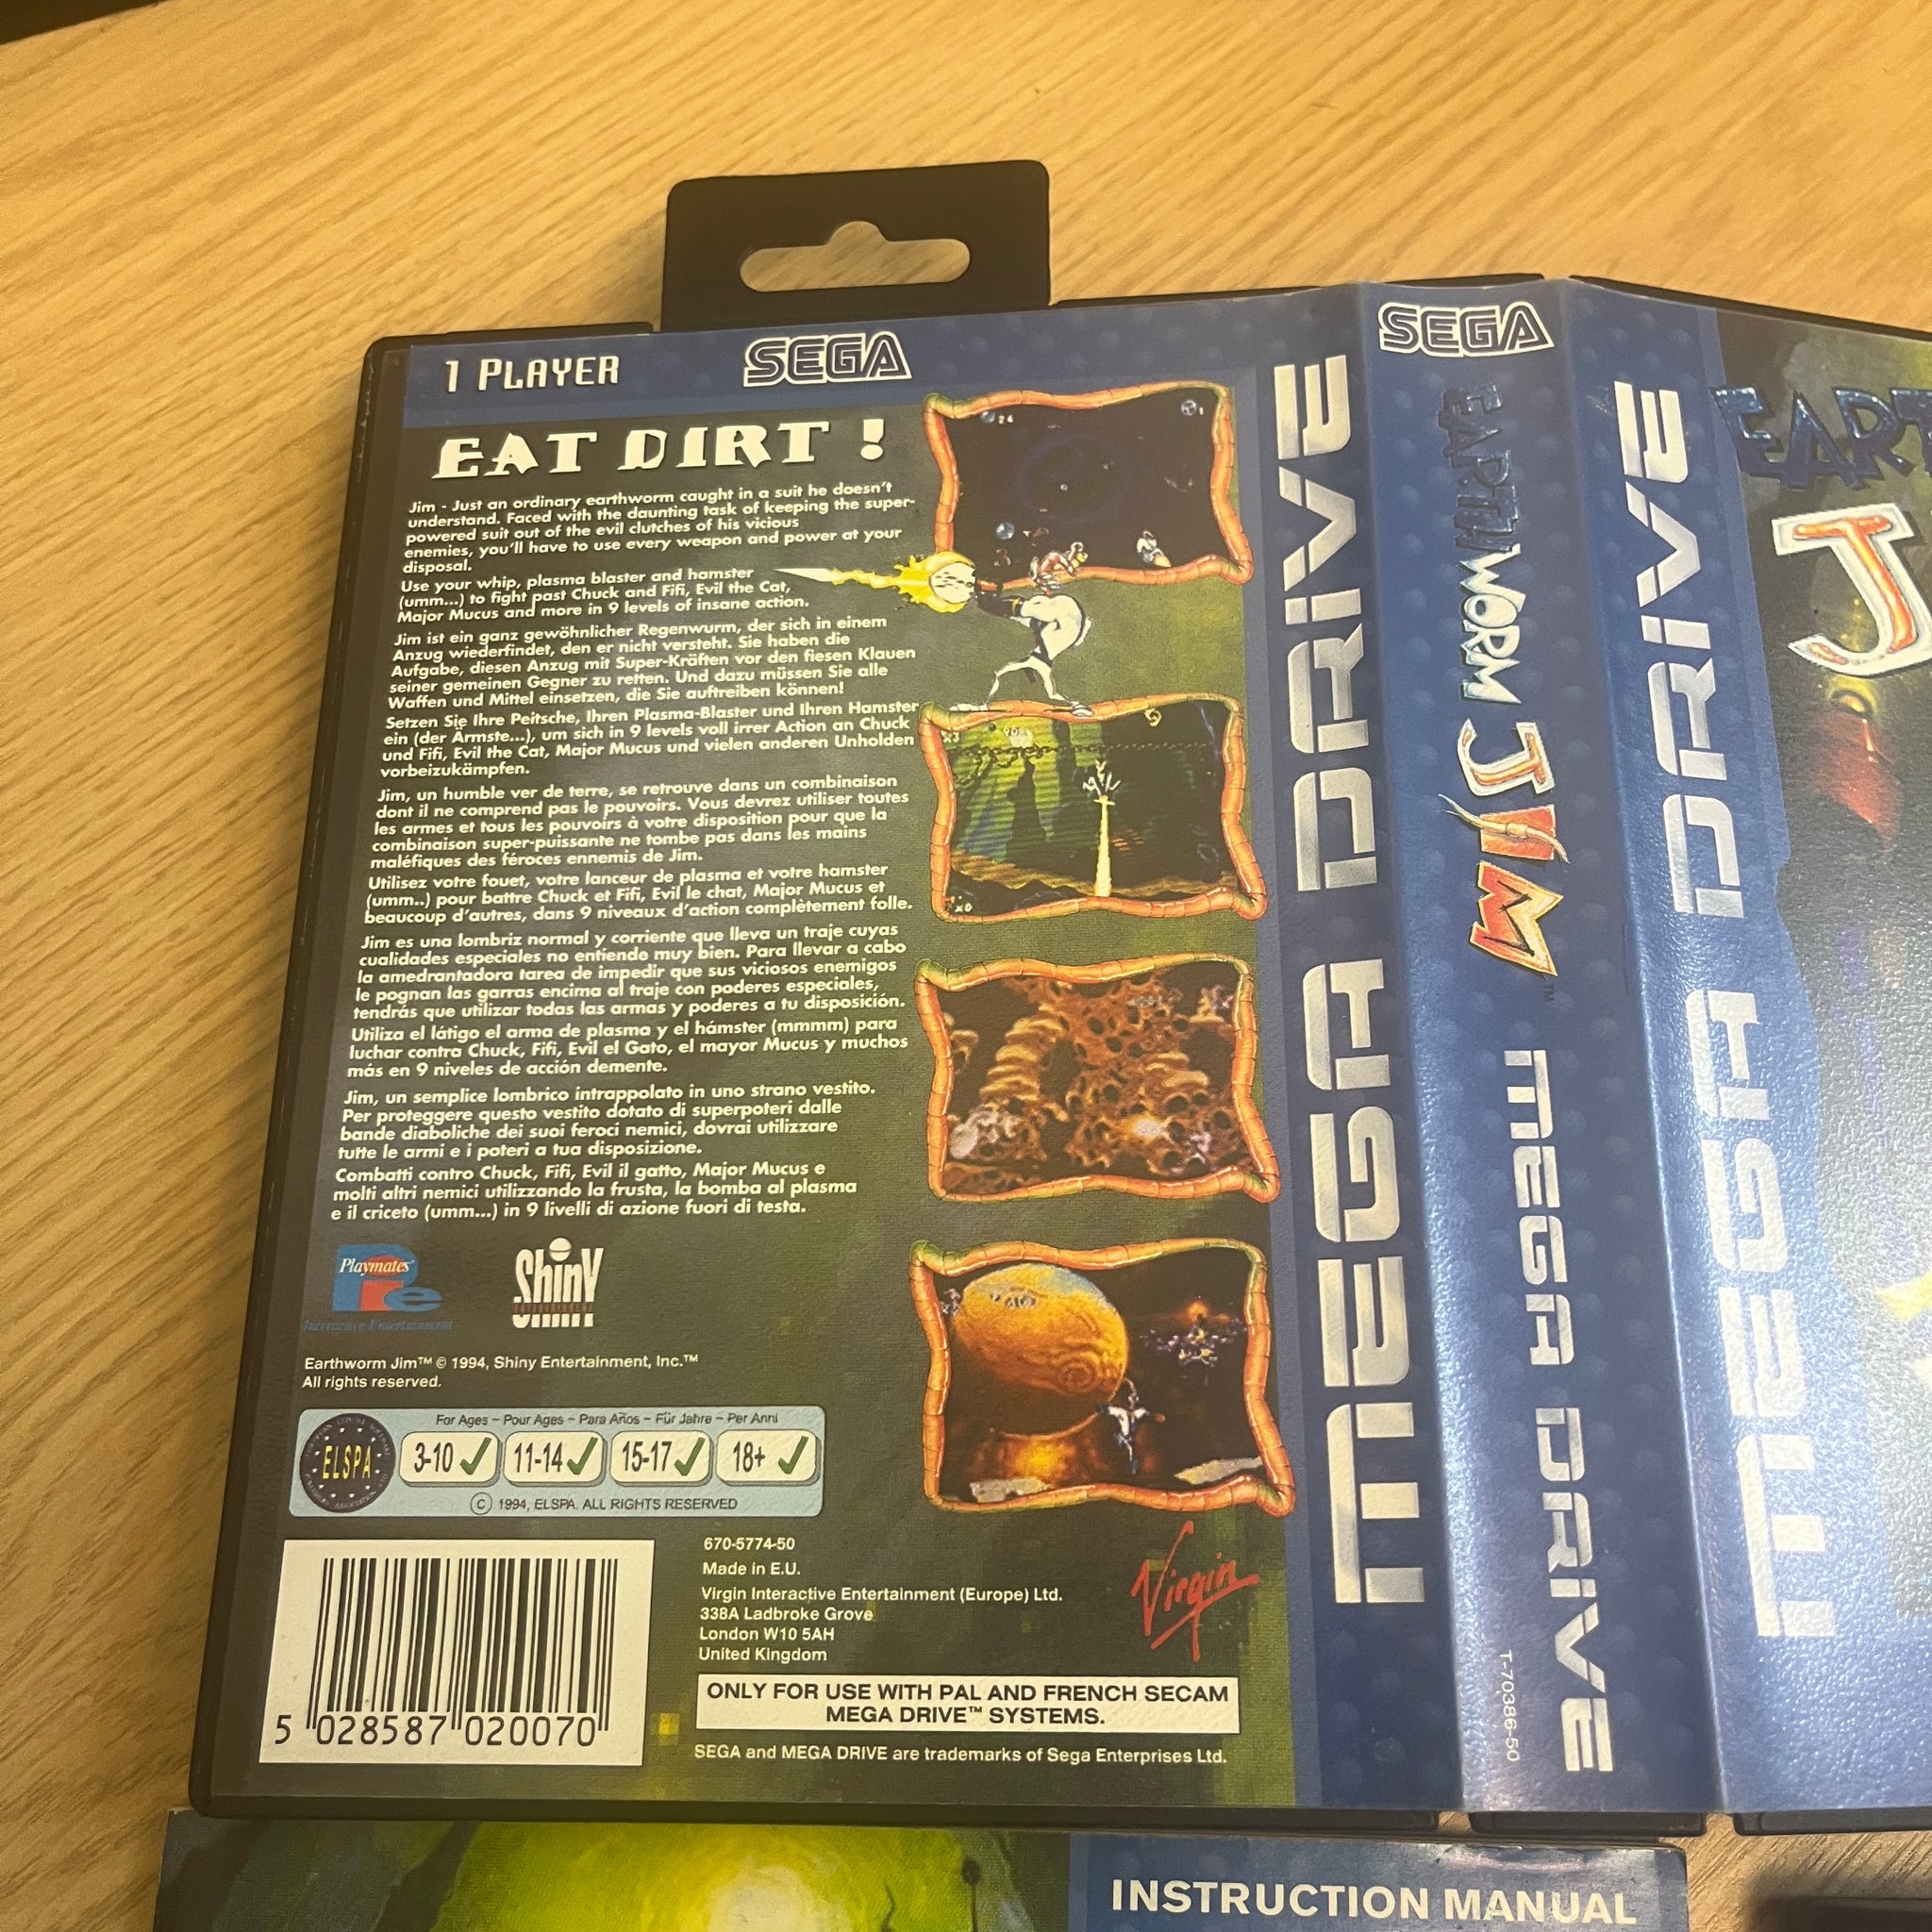 1 PLAYER
SEGA
EAT DIRT !
Jim - Just an ordinary earthworm caught in a suit he doesn't
understand. Faced with the daunting task of keeping the super-
powered suit out of the evil clutches of his vicious
enemies, you'll have to use every weapon and power at your
disposal.
Use your whip, plasma blaster and hamster
(umm...) to fight past Chuck and Fifi, Evil the Cat,
Major Mucus and more in 9 levels of insane action.
Jim ist ein ganz gewöhnlicher Regenwurm, der sich in einem
Anzug wiederfindet, den er nicht versteht. Sie haben die
Aufgabe, diesen Anzug mit Super-Kräften vor den fiesen Klauen
seiner gemeinen Gegner zu retten. Und dazu müssen Sie alle
Waffen und Mittel einsetzen, die Sie auftreiben können!
Setzen Sie Ihre Peitsche, Ihren Plasma-Blaster und Ihren Hamster
ein (der Ärmste...), um sich in 9 levels voll irrer Action an Chuck
und Fifi, Evil the Cat, Major Mucus und vielen anderen Unholden
vorbeizukämpfen.
Jim, un humble ver de terre, se retrouve dans un combinaison
dont il ne comprend pas le pouvoirs. Vous devrez utiliser toutes
les armes et tous les pouvoirs à votre disposition pour que la
combinaison super-puissante ne tombe pas dans les mains
maléfiques des féroces ennemis de Jim.
Utilisez votre fouet, votre lanceur de plasma et votre hamster
(umm..) pour battre Chuck et Fifi, Evil le chat, Major Mucus et
beaucoup d'autres, dans 9 niveaux d'action complètement folle.
Jim es una lombriz normal y corriente que lleva un traje cuyas
cualidades especiales no entiende muy bien. Para llevar a cabo
la amedrantadora tarea de impedir que sus viciosos enemigos
le pognan las garras encima al traje con poderes especiales,
tendrás que utilizar todas las armas y poderes a tu disposición.
Utiliza el látigo el arma de plasma y el hámster (mmmm) para
luchar contra Chuck, Fifi, Evil el Gato, el mayor Mucus y muchos
más en 9 niveles de acción demente.
Jim, un semplice lombrico intrappolato in uno strano vestito.
Per proteggere questo vestito dotato di superpoteri dalle
bande diaboliche dei suoi feroci nemici, dovrai utilizzare
tutte le armi e i poteri a tua disposizione.
Combatti contro Chuck, Fifi, Evil il gatto, Major Mucus e
molti altri nemici utilizzando la frusta, la bomba al plasma
e il criceto (umm...) in 9 livelli di azione fuori di testa.
Playmates
Interactive Entertainment
Shiny
ENTERTAINMENT
Earthworm Jim™ © 1994, Shiny Entertainment, Inc.™
All rights reserved.
For Ages – Pour Ages – Para Años – Für Jahre – Per Anni
ELSPA
3-10 11-14 15-17 18+
© 1994, ELSPA. ALL RIGHTS RESERVED
5 028587 020070
670-5774-50
Made in E.U.
Virgin Interactive Entertainment (Europe) Ltd.
338A Ladbroke Grove
London W10 5AH
United Kingdom
Virgin
ONLY FOR USE WITH PAL AND FRENCH SECAM
MEGA DRIVE™ SYSTEMS.
SEGA and MEGA DRIVE are trademarks of Sega Enterprises Ltd.
MEGA DRIVE
SEGA
EARTHWORM JIM™
MEGA DRIVE
T-70386-50
MEGA DRIVE
EART
J
INSTRUCTION MANUAL